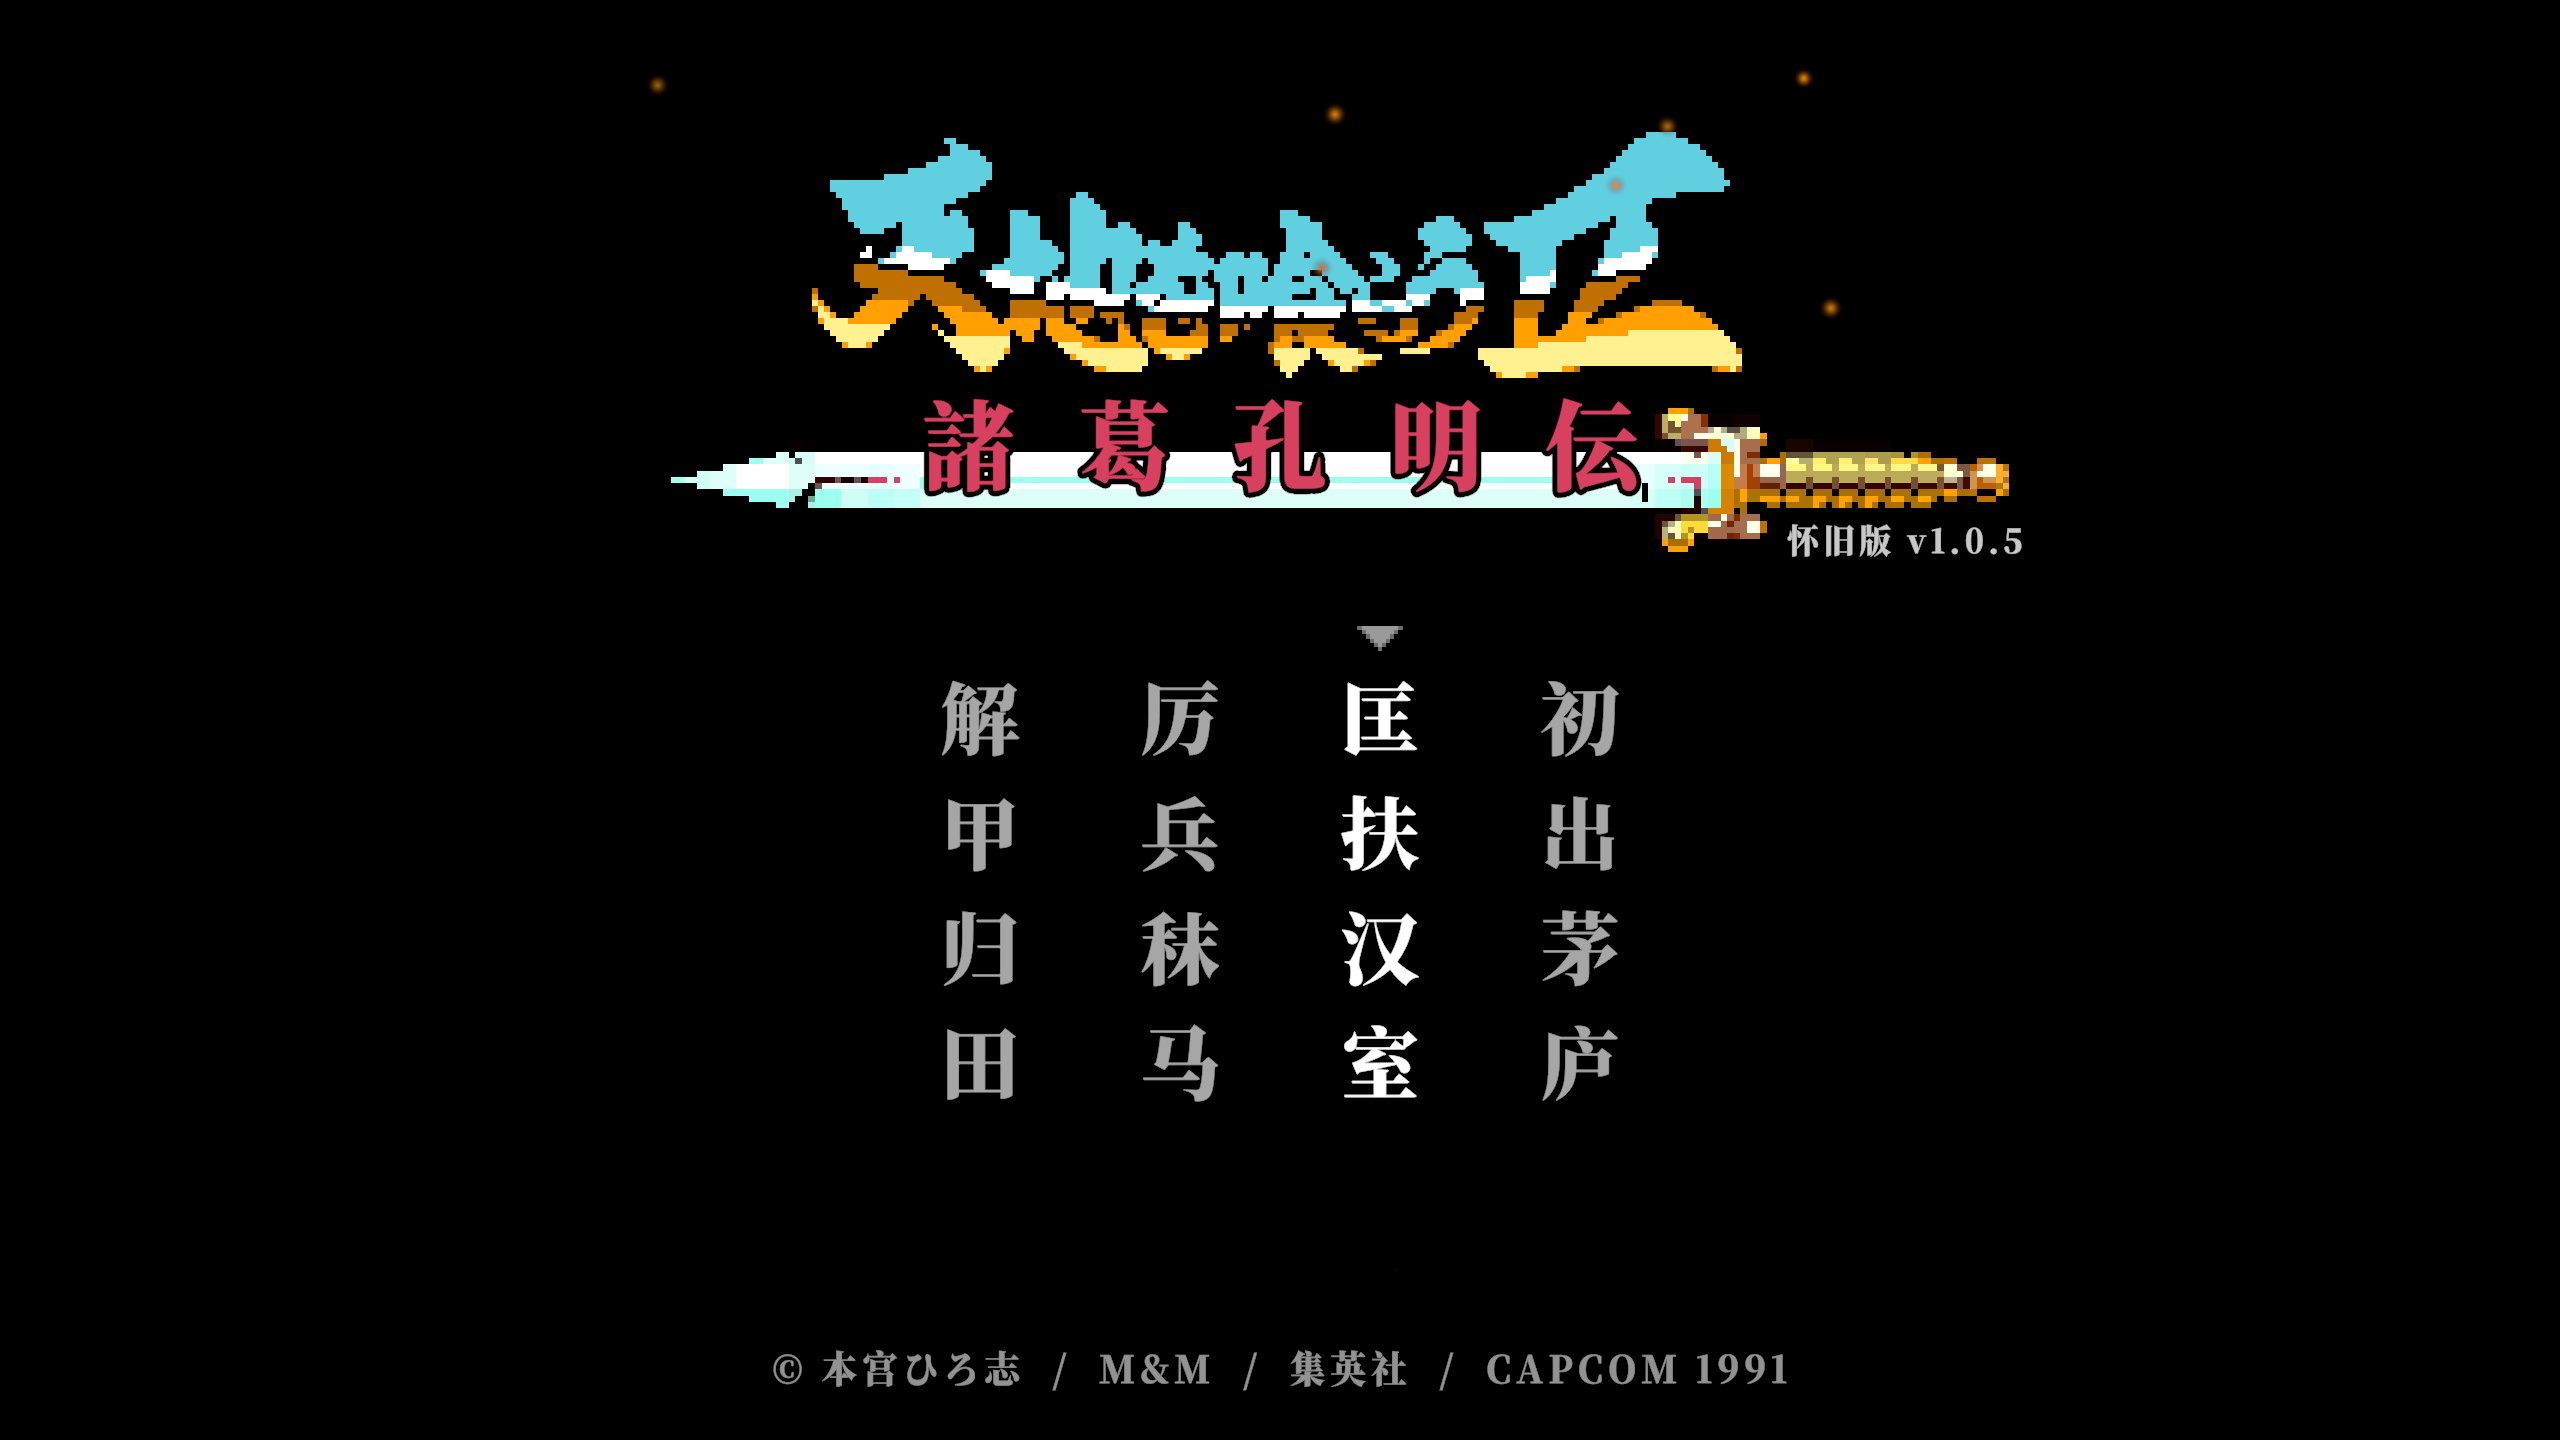 天地を喰らうII
諸葛孔明伝
怀旧版 v1.0.5
初出茅庐
匡扶汉室
厉兵秣马
解甲归田
© 本宮ひろ志 / M&M / 集英社 / CAPCOM 1991